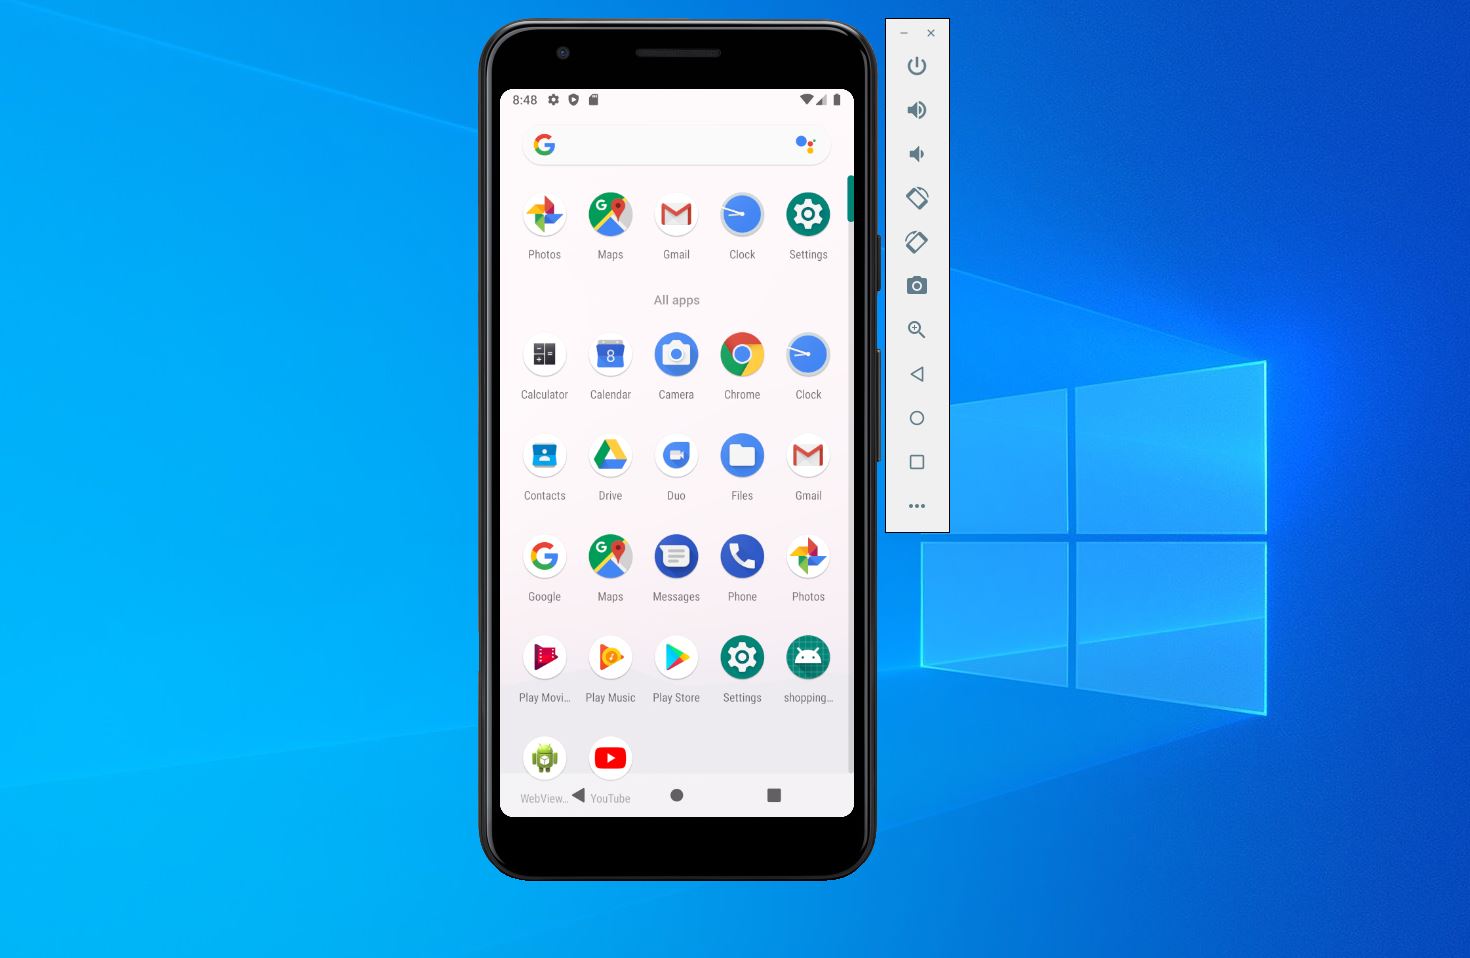 8:48
Photos Maps Gmail Clock Settings
All apps
Calculator Calendar Camera Chrome Clock
8
Contacts Drive Duo Files Gmail
Google Maps Messages Phone Photos
Play Movi... Play Music Play Store Settings shopping...
WebView... YouTube